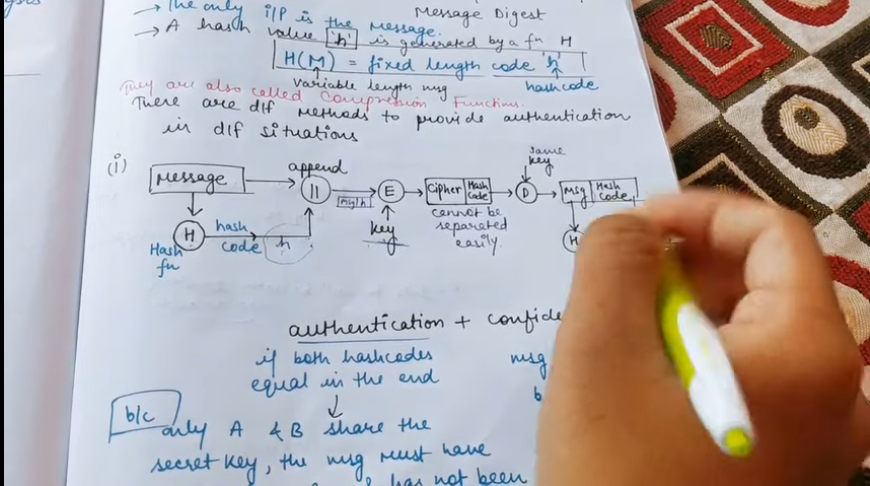 → The only i/p is the message. Message Digest
→ A hash value 'h' is generated by a fn H
H(M) = fixed length code 'h'
variable length msg hashcode
They are also called Compression Functions.
There are dif methods to provide authentication
in dif situations
(i)
Message append || Msg|h E key Cipher Hash Code same key D Msg Hash Code
cannot be separated easily
H hash code h H
Hash fn
authentication + confide
if both hashcodes msg
equal in the end b
b/c only A & B share the
secret key, the msg must have
has not been